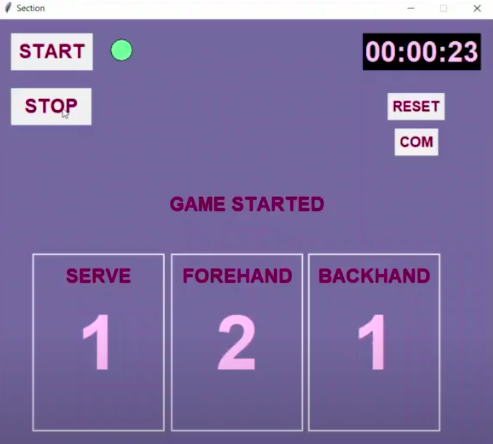 Section
START
00:00:23
STOP
RESET
COM
GAME STARTED
SERVE FOREHAND BACKHAND
1 2 1